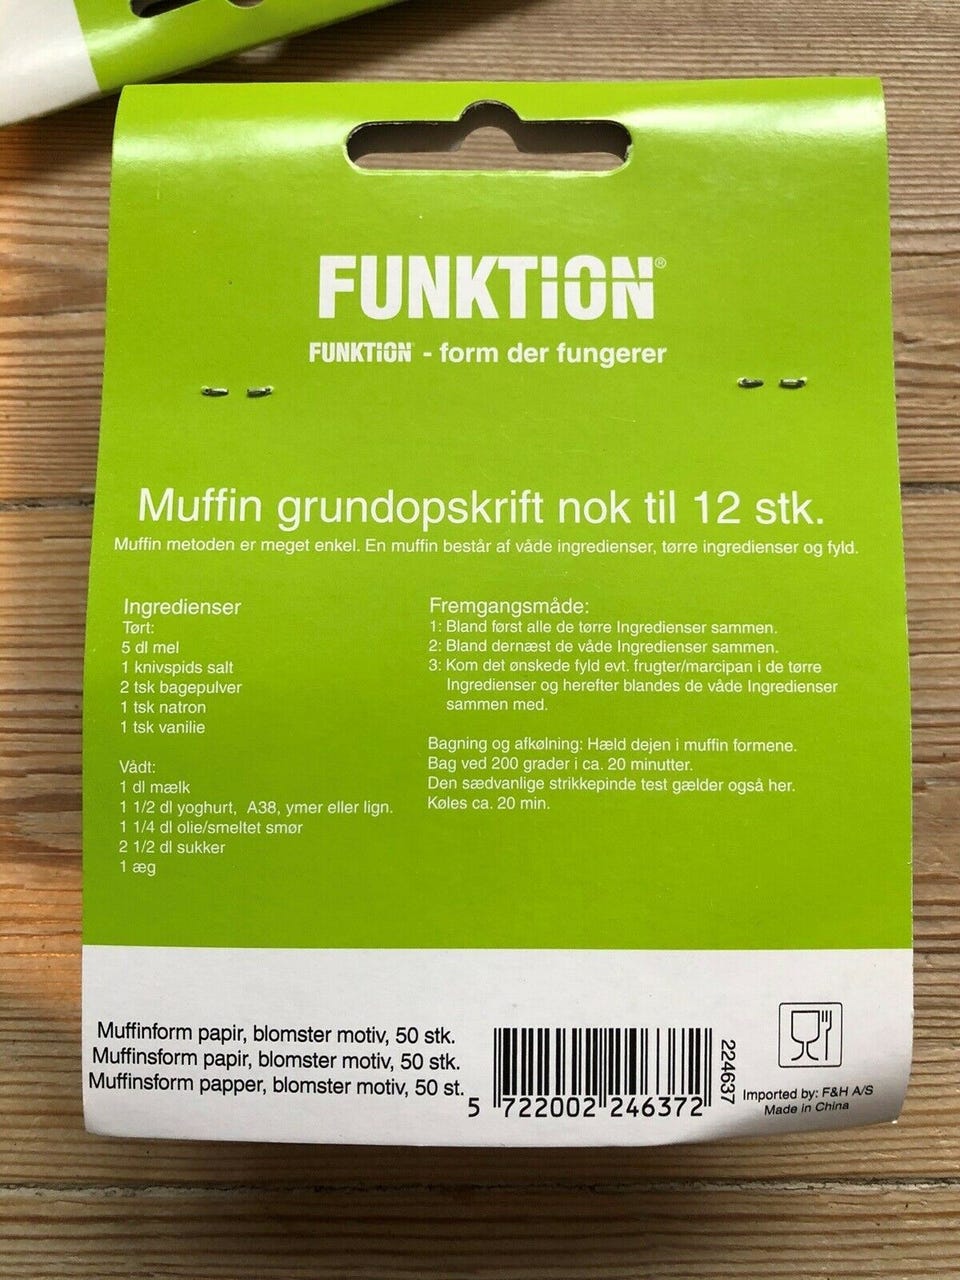 FUNKTION®
FUNKTION - form der fungerer
Muffin grundopskrift nok til 12 stk.
Muffin metoden er meget enkel. En muffin består af våde ingredienser, tørre ingredienser og fyld.
Ingredienser
Tørt:
5 dl mel
1 knivspids salt
2 tsk bagepulver
1 tsk natron
1 tsk vanilie
Vådt:
1 dl mælk
1 1/2 dl yoghurt, A38, ymer eller lign.
1 1/4 dl olie/smeltet smør
2 1/2 dl sukker
1 æg
Fremgangsmåde:
1: Bland først alle de tørre Ingredienser sammen.
2: Bland dernæst de våde Ingredienser sammen.
3: Kom det ønskede fyld evt. frugter/marcipan i de tørre
Ingredienser og herefter blandes de våde Ingredienser
sammen med.
Bagning og afkølning: Hæld dejen i muffin formene.
Bag ved 200 grader i ca. 20 minutter.
Den sædvanlige strikkepinde test gælder også her.
Køles ca. 20 min.
Muffinform papir, blomster motiv, 50 stk.
Muffinsform papir, blomster motiv, 50 stk.
Muffinsform papper, blomster motiv, 50 st.
5 722002 246372
224637
Imported by: F&H A/S
Made in China